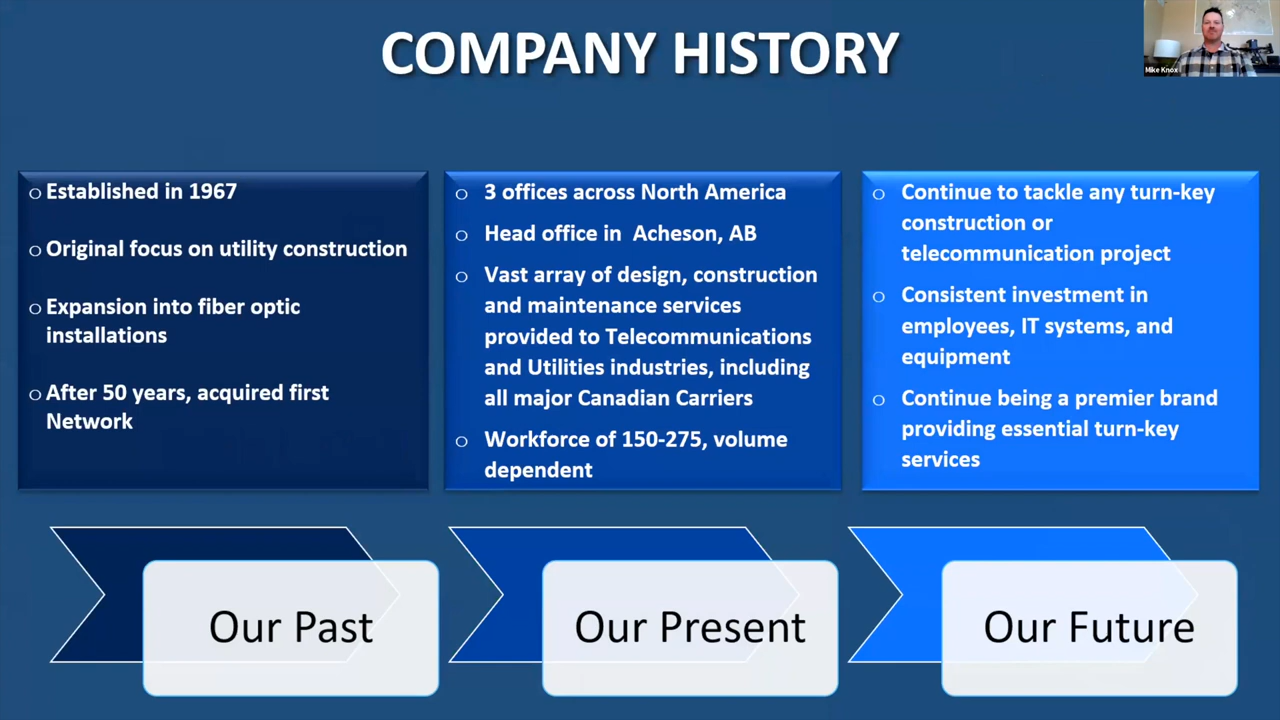 COMPANY HISTORY
Mike Knox
Established in 1967
Original focus on utility construction
Expansion into fiber optic
installations
After 50 years, acquired first
Network
3 offices across North America
Head office in Acheson, AB
Vast array of design, construction
and maintenance services
provided to Telecommunications
and Utilities industries, including
all major Canadian Carriers
Workforce of 150-275, volume
dependent
Continue to tackle any turn-key
construction or
telecommunication project
Consistent investment in
employees, IT systems, and
equipment
Continue being a premier brand
providing essential turn-key
services
Our Past
Our Present
Our Future